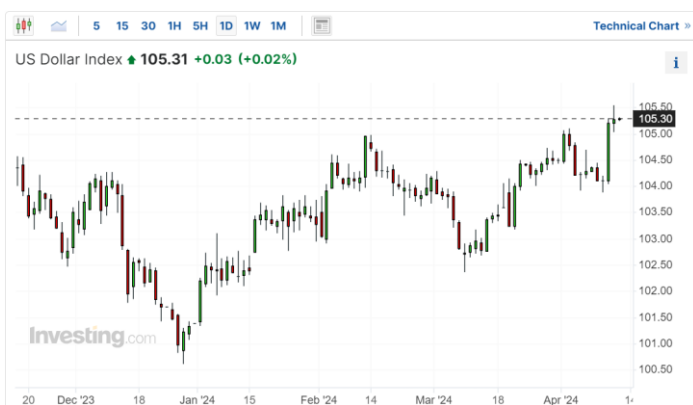 5 15 30 1H 5H 1D 1W 1M Technical Chart »
US Dollar Index 105.31 +0.03 (+0.02%)
i
105.50
105.30
105.00
104.50
104.00
103.50
103.00
102.50
102.00
101.50
101.00
100.50
Investing.com
20 Dec '23 18 Jan '24 15 Feb '24 14 Mar '24 18 Apr '24